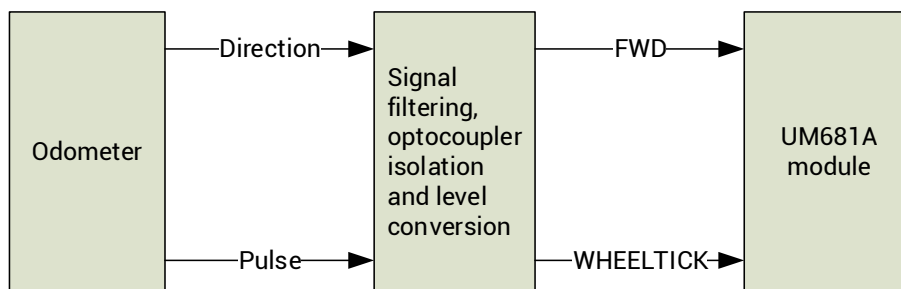 Odometer
Direction
Pulse
Signal
filtering,
optocoupler
isolation
and level
conversion
FWD
WHEELTICK
UM681A
module